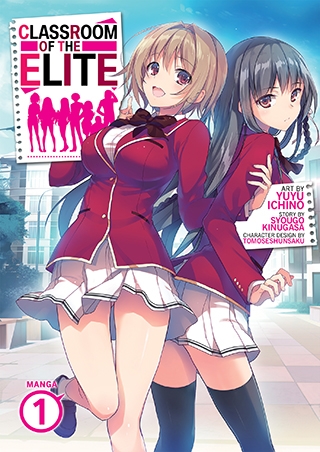 CLASSROOM
OF THE
ELITE
ART BY
YUYU
ICHINO
STORY BY
SYOUGO
KINUGASA
CHARACTER DESIGN BY
TOMOSESHUNSAKU
MANGA
1